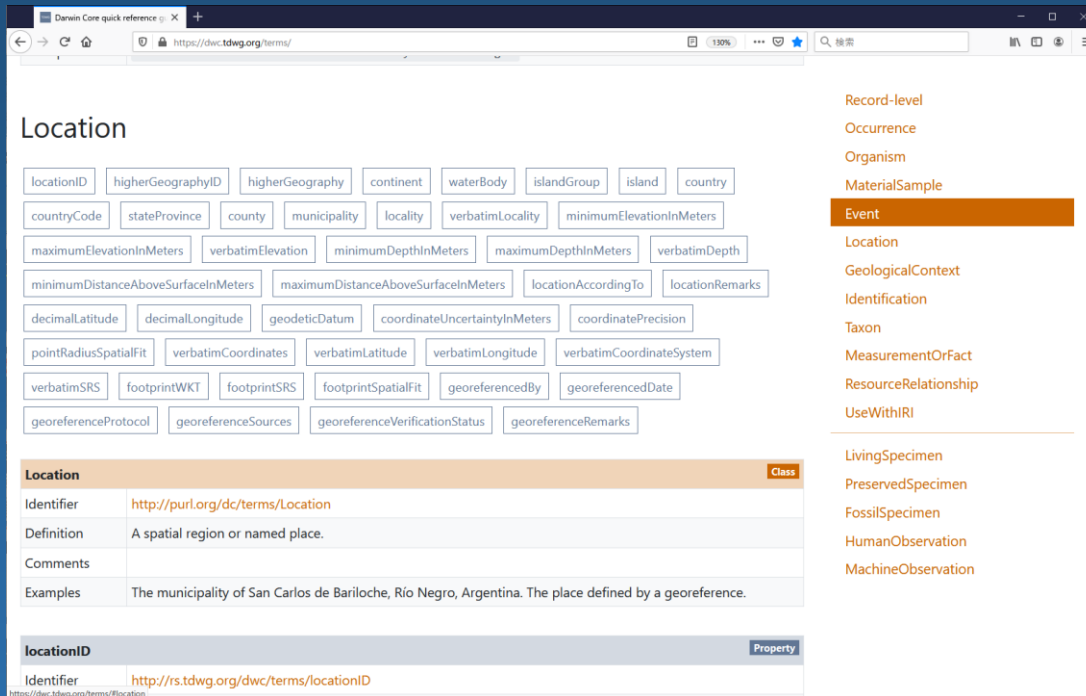 Darwin Core quick reference g
https://dwc.tdwg.org/terms/
130%
検索
Location
locationID higherGeographyID higherGeography continent waterBody islandGroup island country
countryCode stateProvince county municipality locality verbatimLocality minimumElevationInMeters
maximumElevationInMeters verbatimElevation minimumDepthInMeters maximumDepthInMeters verbatimDepth
minimumDistanceAboveSurfaceInMeters maximumDistanceAboveSurfaceInMeters locationAccordingTo locationRemarks
decimalLatitude decimalLongitude geodeticDatum coordinateUncertaintyInMeters coordinatePrecision
pointRadiusSpatialFit verbatimCoordinates verbatimLatitude verbatimLongitude verbatimCoordinateSystem
verbatimSRS footprintWKT footprintSRS footprintSpatialFit georeferencedBy georeferencedDate
georeferenceProtocol georeferenceSources georeferenceVerificationStatus georeferenceRemarks
Location Class
Identifier http://purl.org/dc/terms/Location
Definition A spatial region or named place.
Comments
Examples The municipality of San Carlos de Bariloche, Río Negro, Argentina. The place defined by a georeference.
locationID Property
Identifier http://rs.tdwg.org/dwc/terms/locationID
https://dwc.tdwg.org/terms/#location
Record-level
Occurrence
Organism
MaterialSample
Event
Location
GeologicalContext
Identification
Taxon
MeasurementOrFact
ResourceRelationship
UseWithIRI
LivingSpecimen
PreservedSpecimen
FossilSpecimen
HumanObservation
MachineObservation